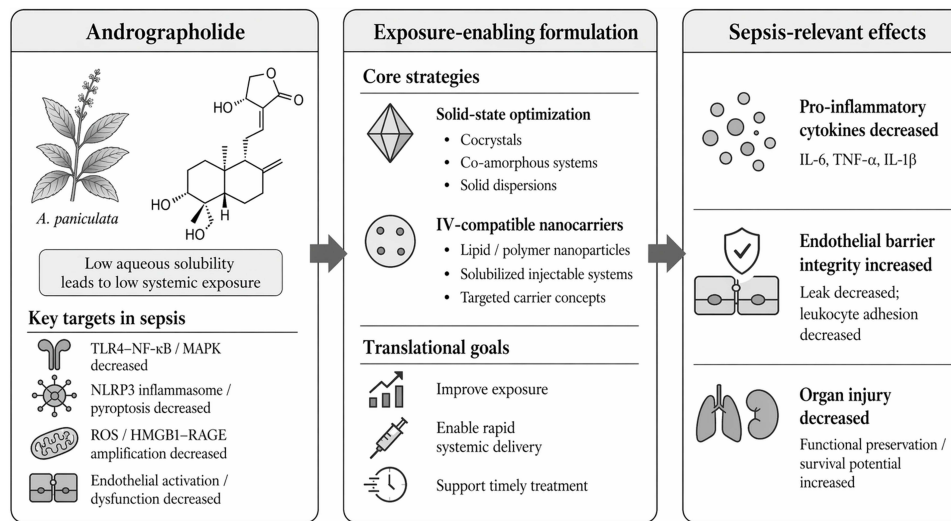 Andrographolide
O
O
HO
H
HO
B
HO
A. paniculata
Low aqueous solubility
leads to low systemic exposure
Key targets in sepsis
TLR4–NF-κB / MAPK
decreased
NLRP3 inflammasome /
pyroptosis decreased
ROS / HMGB1–RAGE
amplification decreased
Endothelial activation /
dysfunction decreased
Exposure-enabling formulation
Core strategies
Solid-state optimization
• Cocrystals
• Co-amorphous systems
• Solid dispersions
IV-compatible nanocarriers
• Lipid / polymer nanoparticles
• Solubilized injectable systems
• Targeted carrier concepts
Translational goals
Improve exposure
Enable rapid
systemic delivery
Support timely treatment
Sepsis-relevant effects
Pro-inflammatory
cytokines decreased
IL-6, TNF-α, IL-1β
Endothelial barrier
integrity increased
Leak decreased;
leukocyte adhesion
decreased
Organ injury
decreased
Functional preservation /
survival potential
increased